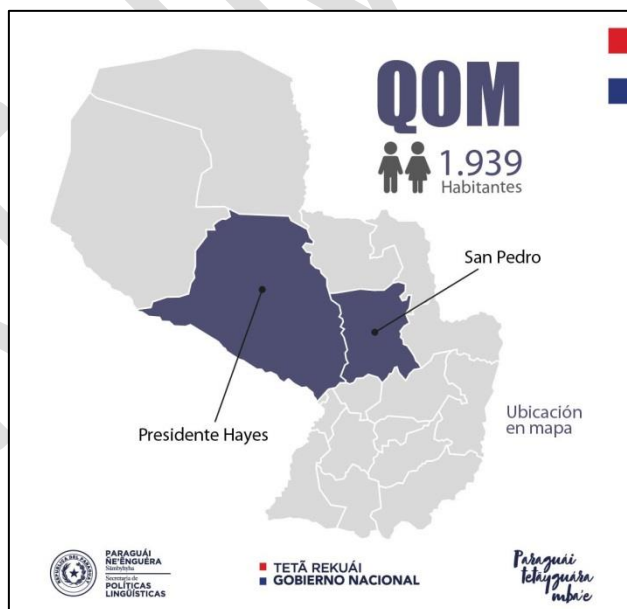 QOM
1.939
Habitantes
San Pedro
Presidente Hayes
Ubicación
en mapa
PARAGUÁI
ÑE'ẼNGUÉRA
Sãmbyhyha
Secretaría de
POLÍTICAS
LINGÜÍSTICAS
TETÃ REKUÁI
GOBIERNO NACIONAL
Paraguái
tetãyguára
mba'e